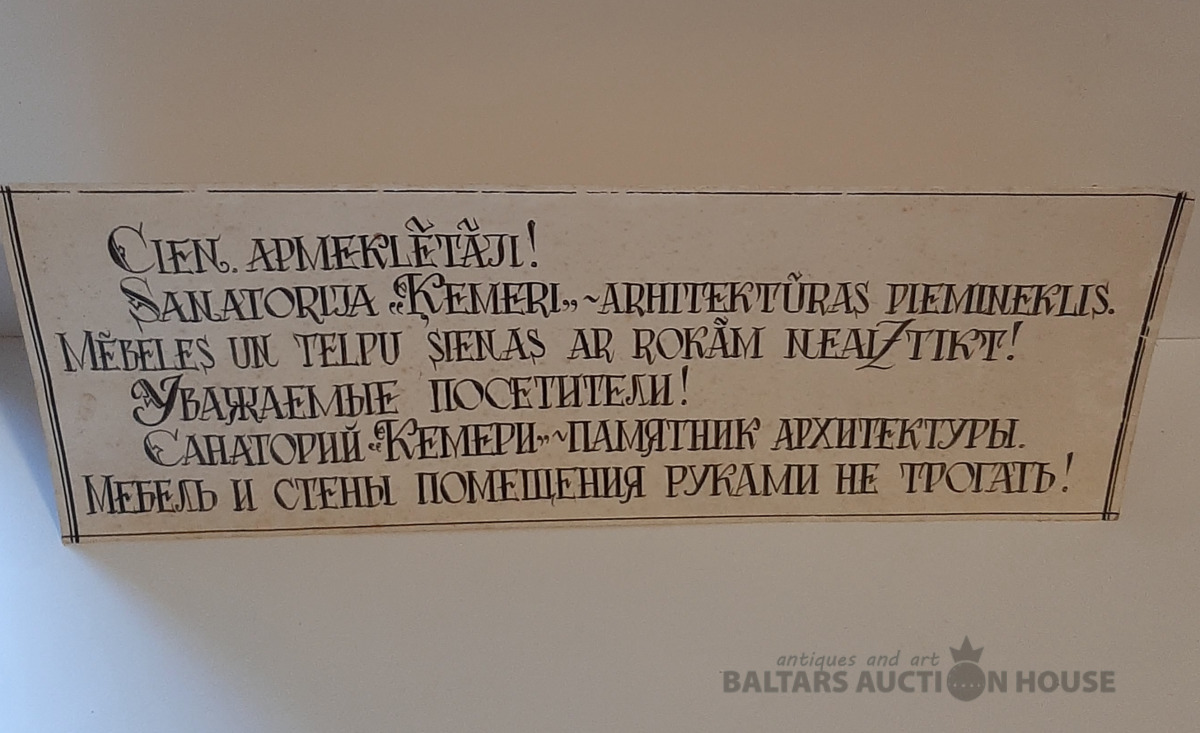 CIEN. APMEKLĒTĀJI!
SANATORIJA „ĶEMERI” ~ ARHITEKTŪRAS PIEMINEKLIS.
MĒBELES UN TELPU SIENAS AR ROKĀM NEAIZTIKT!
УВАЖАЕМЫЕ ПОСЕТИТЕЛИ!
САНАТОРИЙ „КЕМЕРИ” ~ ПАМЯТНИК АРХИТЕКТУРЫ.
МЕБЕЛЬ И СТЕНЫ ПОМЕЩЕНИЯ РУКАМИ НЕ ТРОГАТЬ!
antiques and art
BALTARS AUCTION HOUSE